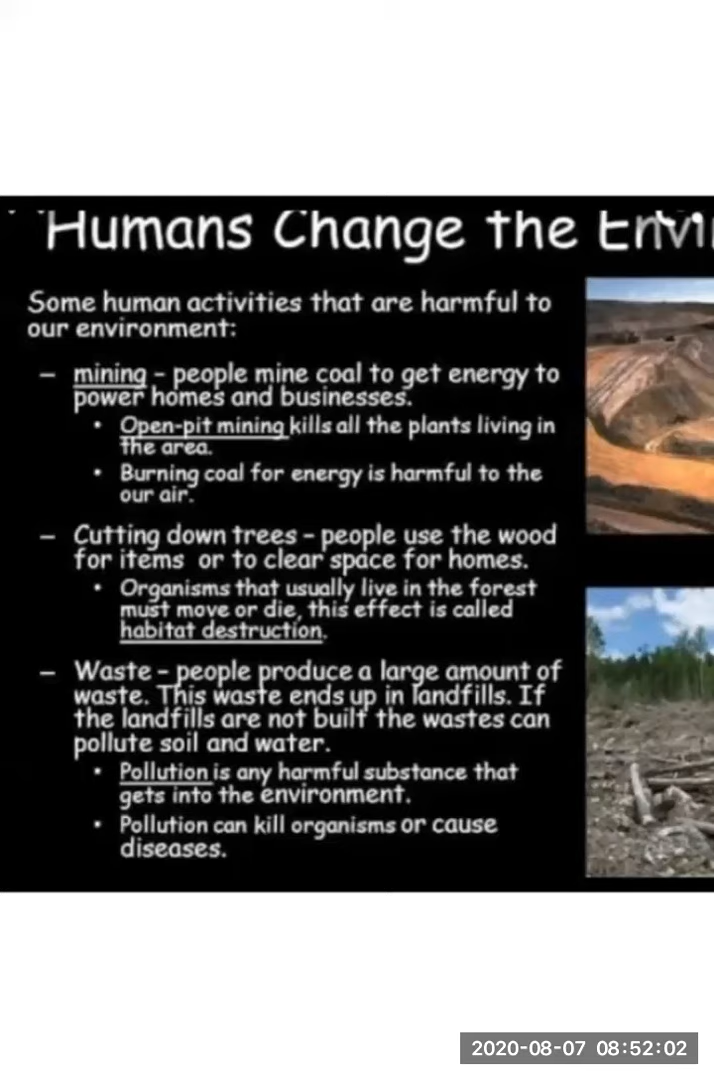 Humans Change the Envi
Some human activities that are harmful to
our environment:
– mining – people mine coal to get energy to
power homes and businesses.
• Open-pit mining kills all the plants living in
the area.
• Burning coal for energy is harmful to the
our air.
– Cutting down trees – people use the wood
for items or to clear space for homes.
• Organisms that usually live in the forest
must move or die, this effect is called
habitat destruction.
– Waste – people produce a large amount of
waste. This waste ends up in landfills. If
the landfills are not built the wastes can
pollute soil and water.
• Pollution is any harmful substance that
gets into the environment.
• Pollution can kill organisms or cause
diseases.
2020-08-07 08:52:02